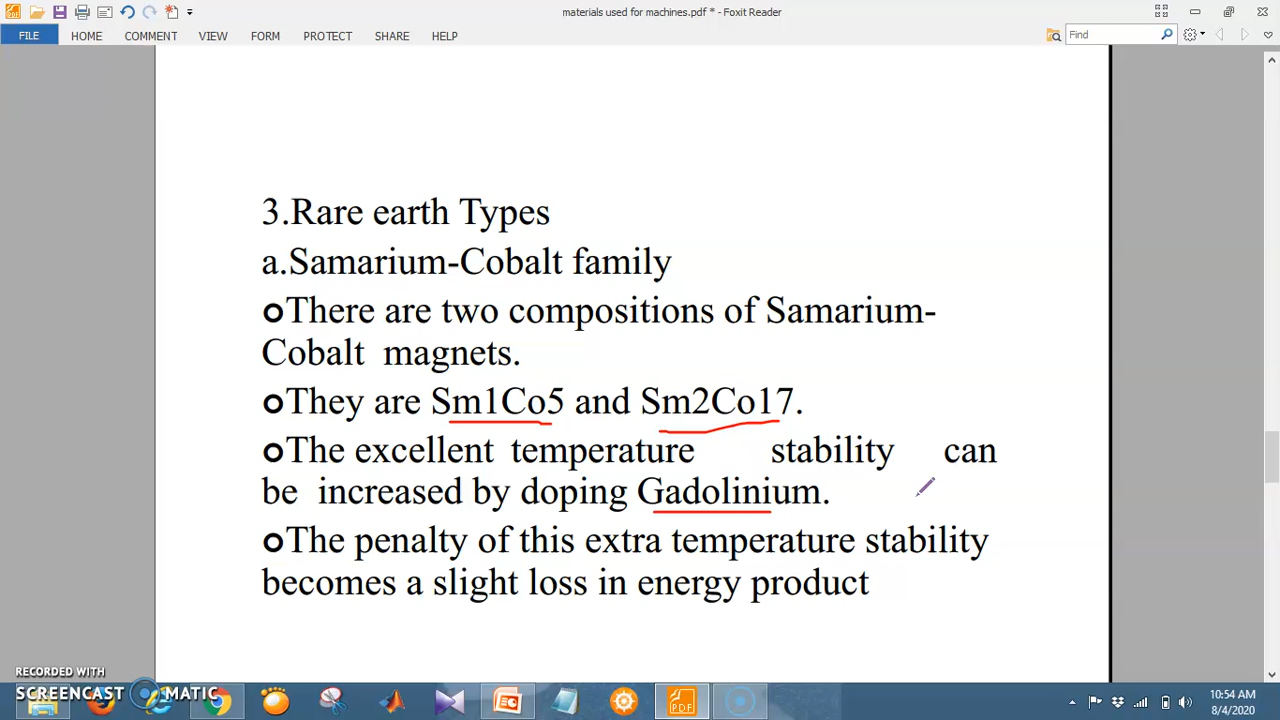 materials used for machines.pdf * - Foxit Reader
FILE HOME COMMENT VIEW FORM PROTECT SHARE HELP
Find
3.Rare earth Types
a.Samarium-Cobalt family
There are two compositions of Samarium-
Cobalt magnets.
They are Sm1Co5 and Sm2Co17.
The excellent temperature stability can
be increased by doping Gadolinium.
The penalty of this extra temperature stability
becomes a slight loss in energy product
RECORDED WITH
SCREENCAST MATIC
PDF
10:54 AM
8/4/2020